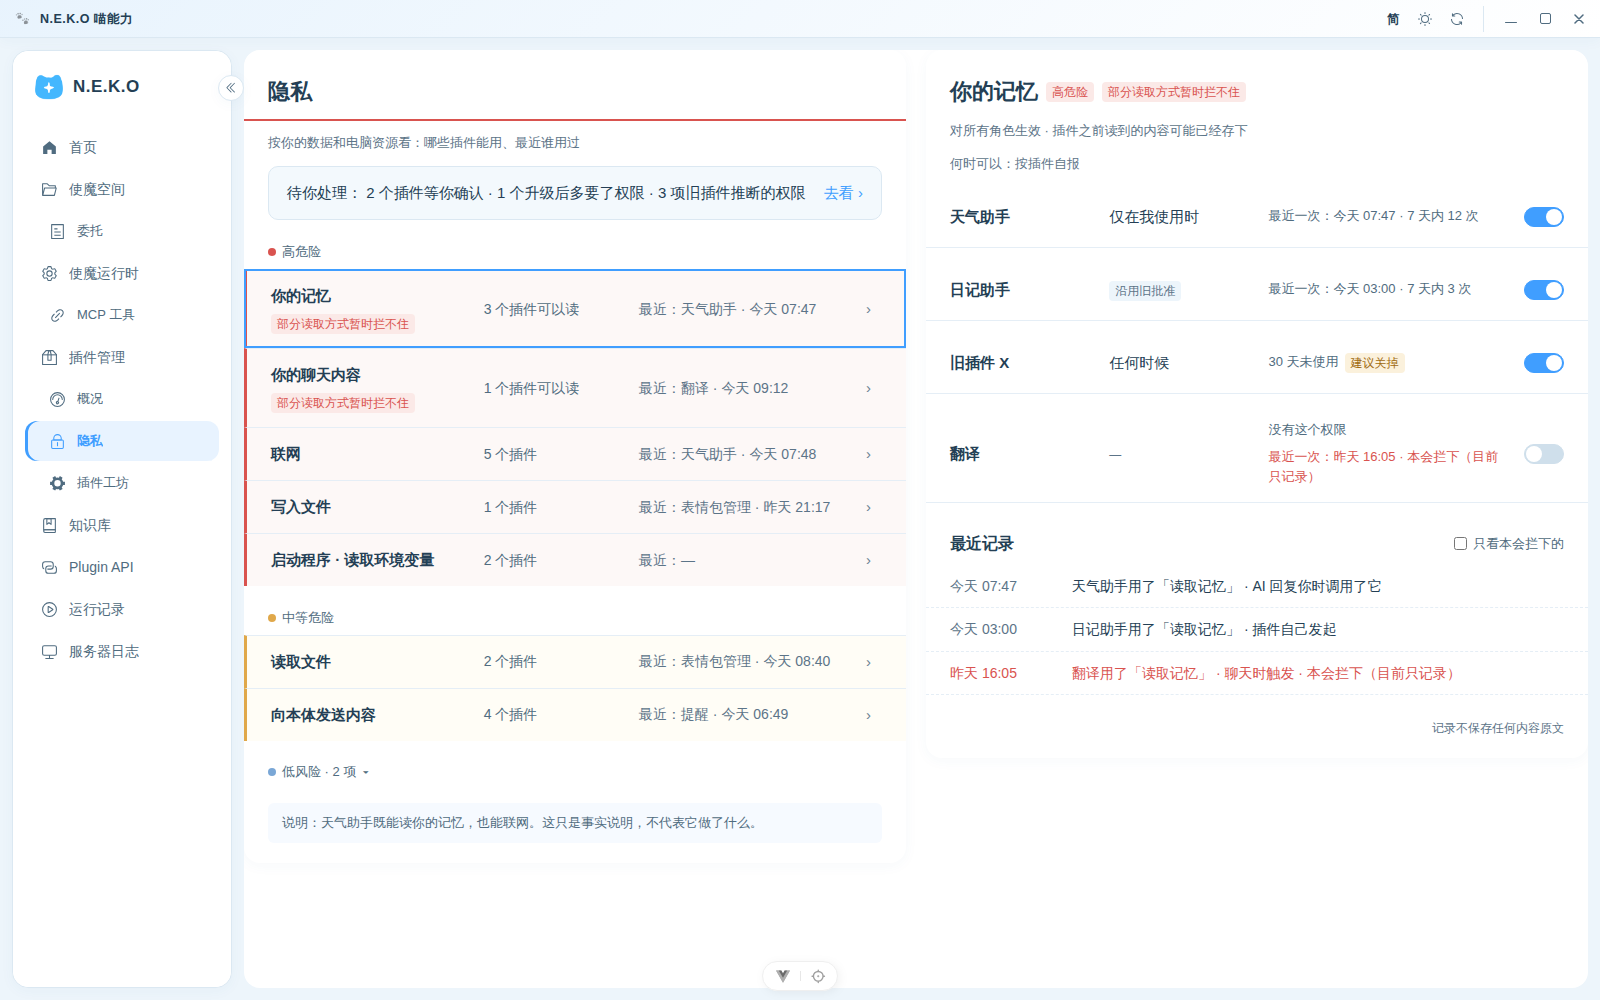 N.E.K.O 喵能力
简
N.E.K.O
首页
使魔空间
委托
使魔运行时
MCP 工具
插件管理
概况
隐私
插件工坊
知识库
Plugin API
运行记录
服务器日志
隐私
按你的数据和电脑资源看：哪些插件能用、最近谁用过
待你处理： 2 个插件等你确认 · 1 个升级后多要了权限 · 3 项旧插件推断的权限 去看 ›
高危险
你的记忆 3 个插件可以读 最近：天气助手 · 今天 07:47 ›
部分读取方式暂时拦不住
你的聊天内容 1 个插件可以读 最近：翻译 · 今天 09:12 ›
部分读取方式暂时拦不住
联网 5 个插件 最近：天气助手 · 今天 07:48 ›
写入文件 1 个插件 最近：表情包管理 · 昨天 21:17 ›
启动程序 · 读取环境变量 2 个插件 最近：— ›
中等危险
读取文件 2 个插件 最近：表情包管理 · 今天 08:40 ›
向本体发送内容 4 个插件 最近：提醒 · 今天 06:49 ›
低风险 · 2 项
说明：天气助手既能读你的记忆，也能联网。这只是事实说明，不代表它做了什么。
你的记忆 高危险 部分读取方式暂时拦不住
对所有角色生效 · 插件之前读到的内容可能已经存下
何时可以：按插件自报
天气助手 仅在我使用时 最近一次：今天 07:47 · 7 天内 12 次
日记助手 沿用旧批准 最近一次：今天 03:00 · 7 天内 3 次
旧插件 X 任何时候 30 天未使用 建议关掉
翻译 — 没有这个权限
最近一次：昨天 16:05 · 本会拦下（目前
只记录）
最近记录 只看本会拦下的
今天 07:47 天气助手用了「读取记忆」 · AI 回复你时调用了它
今天 03:00 日记助手用了「读取记忆」 · 插件自己发起
昨天 16:05 翻译用了「读取记忆」 · 聊天时触发 · 本会拦下（目前只记录）
记录不保存任何内容原文